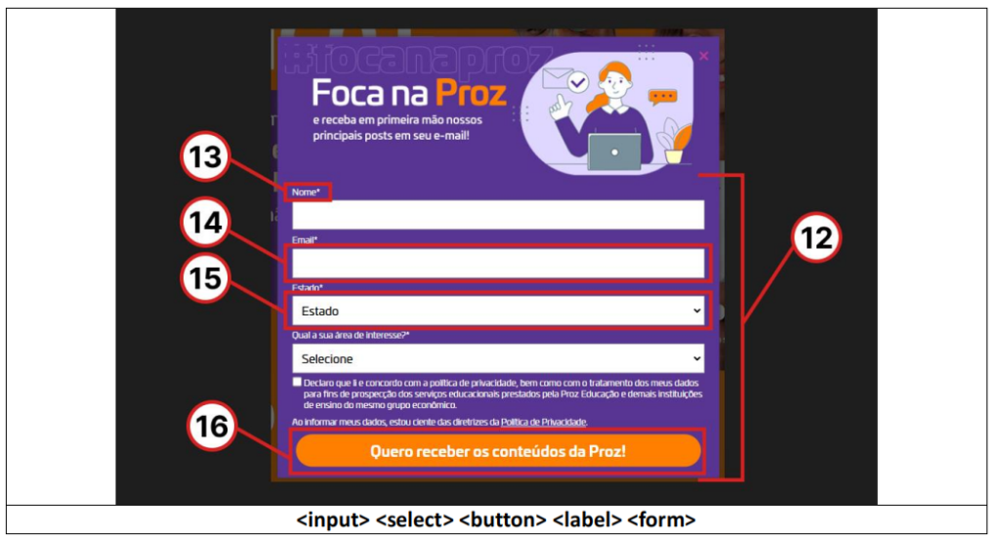 #focanaproz
Foca na Proz
e receba em primeira mão nossos
principais posts em seu e-mail!
13
Nome*
14
Email*
12
15
Estado*
Estado
Qual a sua área de interesse?*
Selecione
Declaro que li e concordo com a política de privacidade, bem como com o tratamento dos meus dados
para fins de prospecção dos serviços educacionais prestados pela Proz Educação e demais instituições
de ensino do mesmo grupo econômico.
Ao informar meus dados, estou ciente das diretrizes da Política de Privacidade.
16
Quero receber os conteúdos da Proz!
<input> <select> <button> <label> <form>